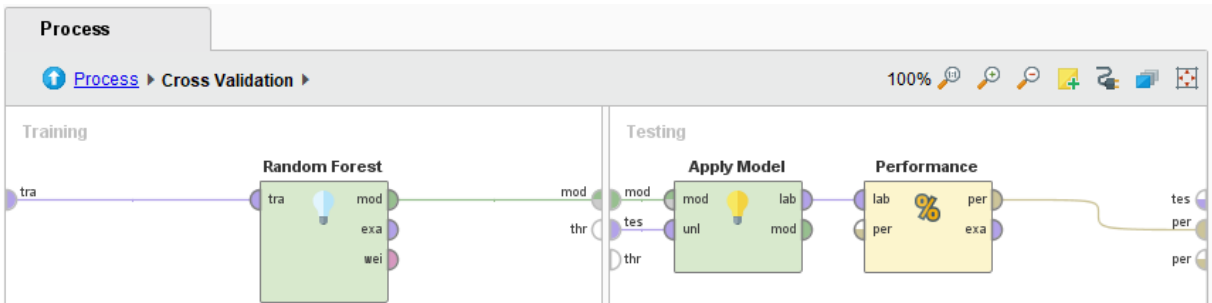 Process
Process Cross Validation
100%
Training
Testing
Random Forest
Apply Model
Performance
tra
tra
mod
exa
wei
mod
thr
mod
tes
thr
mod
unl
lab
mod
lab
per
per
exa
tes
per
per